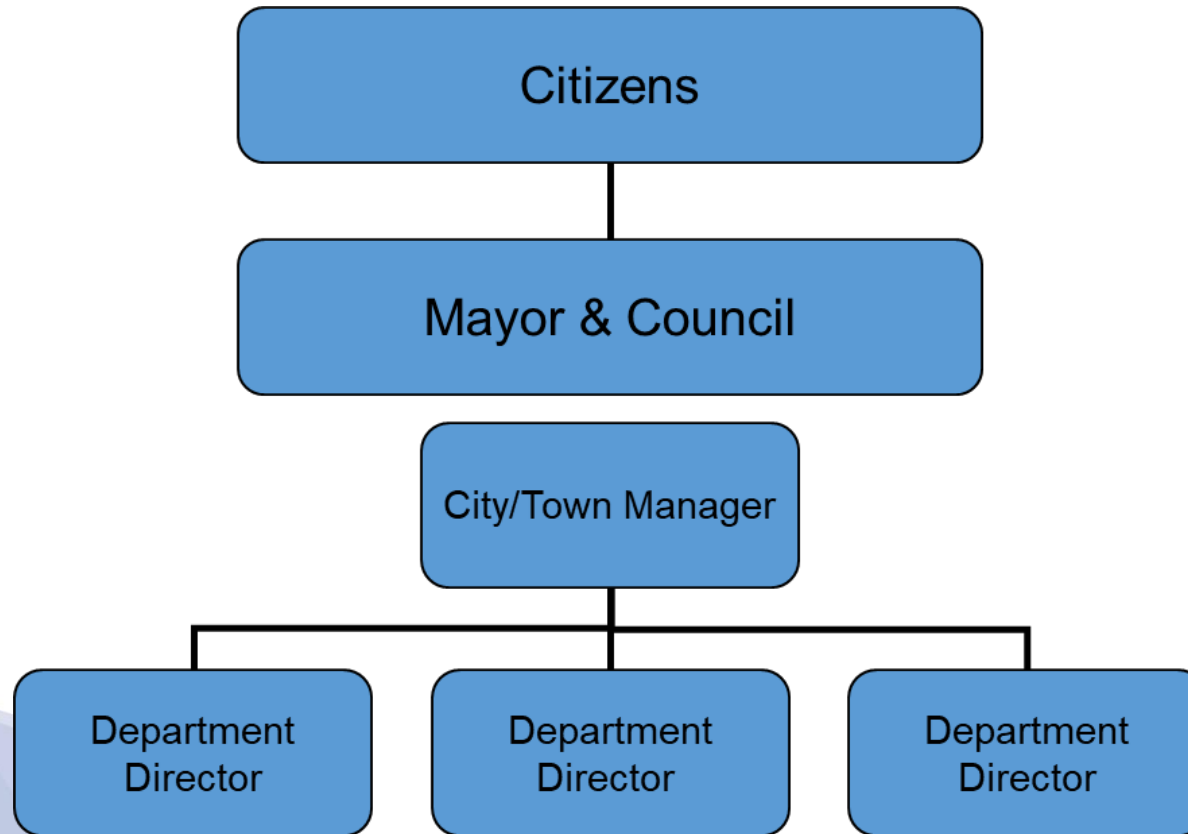 Citizens
Mayor & Council
City/Town Manager
Department
Director
Department
Director
Department
Director